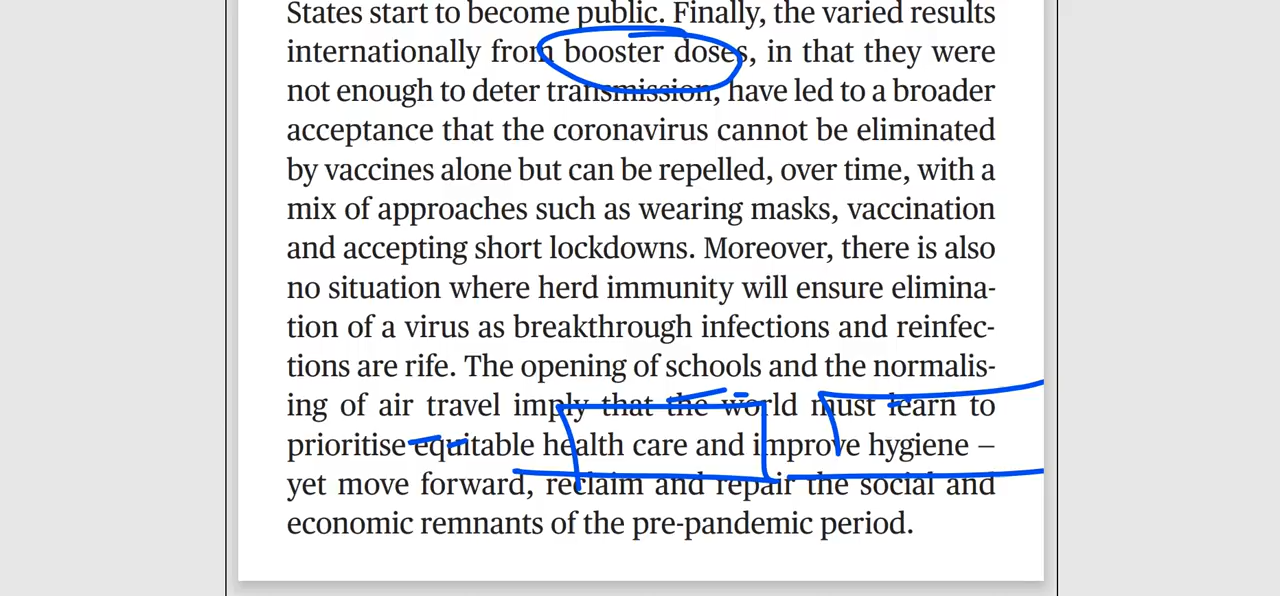 States start to become public. Finally, the varied results
internationally from booster doses, in that they were
not enough to deter transmission, have led to a broader
acceptance that the coronavirus cannot be eliminated
by vaccines alone but can be repelled, over time, with a
mix of approaches such as wearing masks, vaccination
and accepting short lockdowns. Moreover, there is also
no situation where herd immunity will ensure elimina-
tion of a virus as breakthrough infections and reinfec-
tions are rife. The opening of schools and the normalis-
ing of air travel imply that the world must learn to
prioritise equitable health care and improve hygiene –
yet move forward, reclaim and repair the social and
economic remnants of the pre-pandemic period.